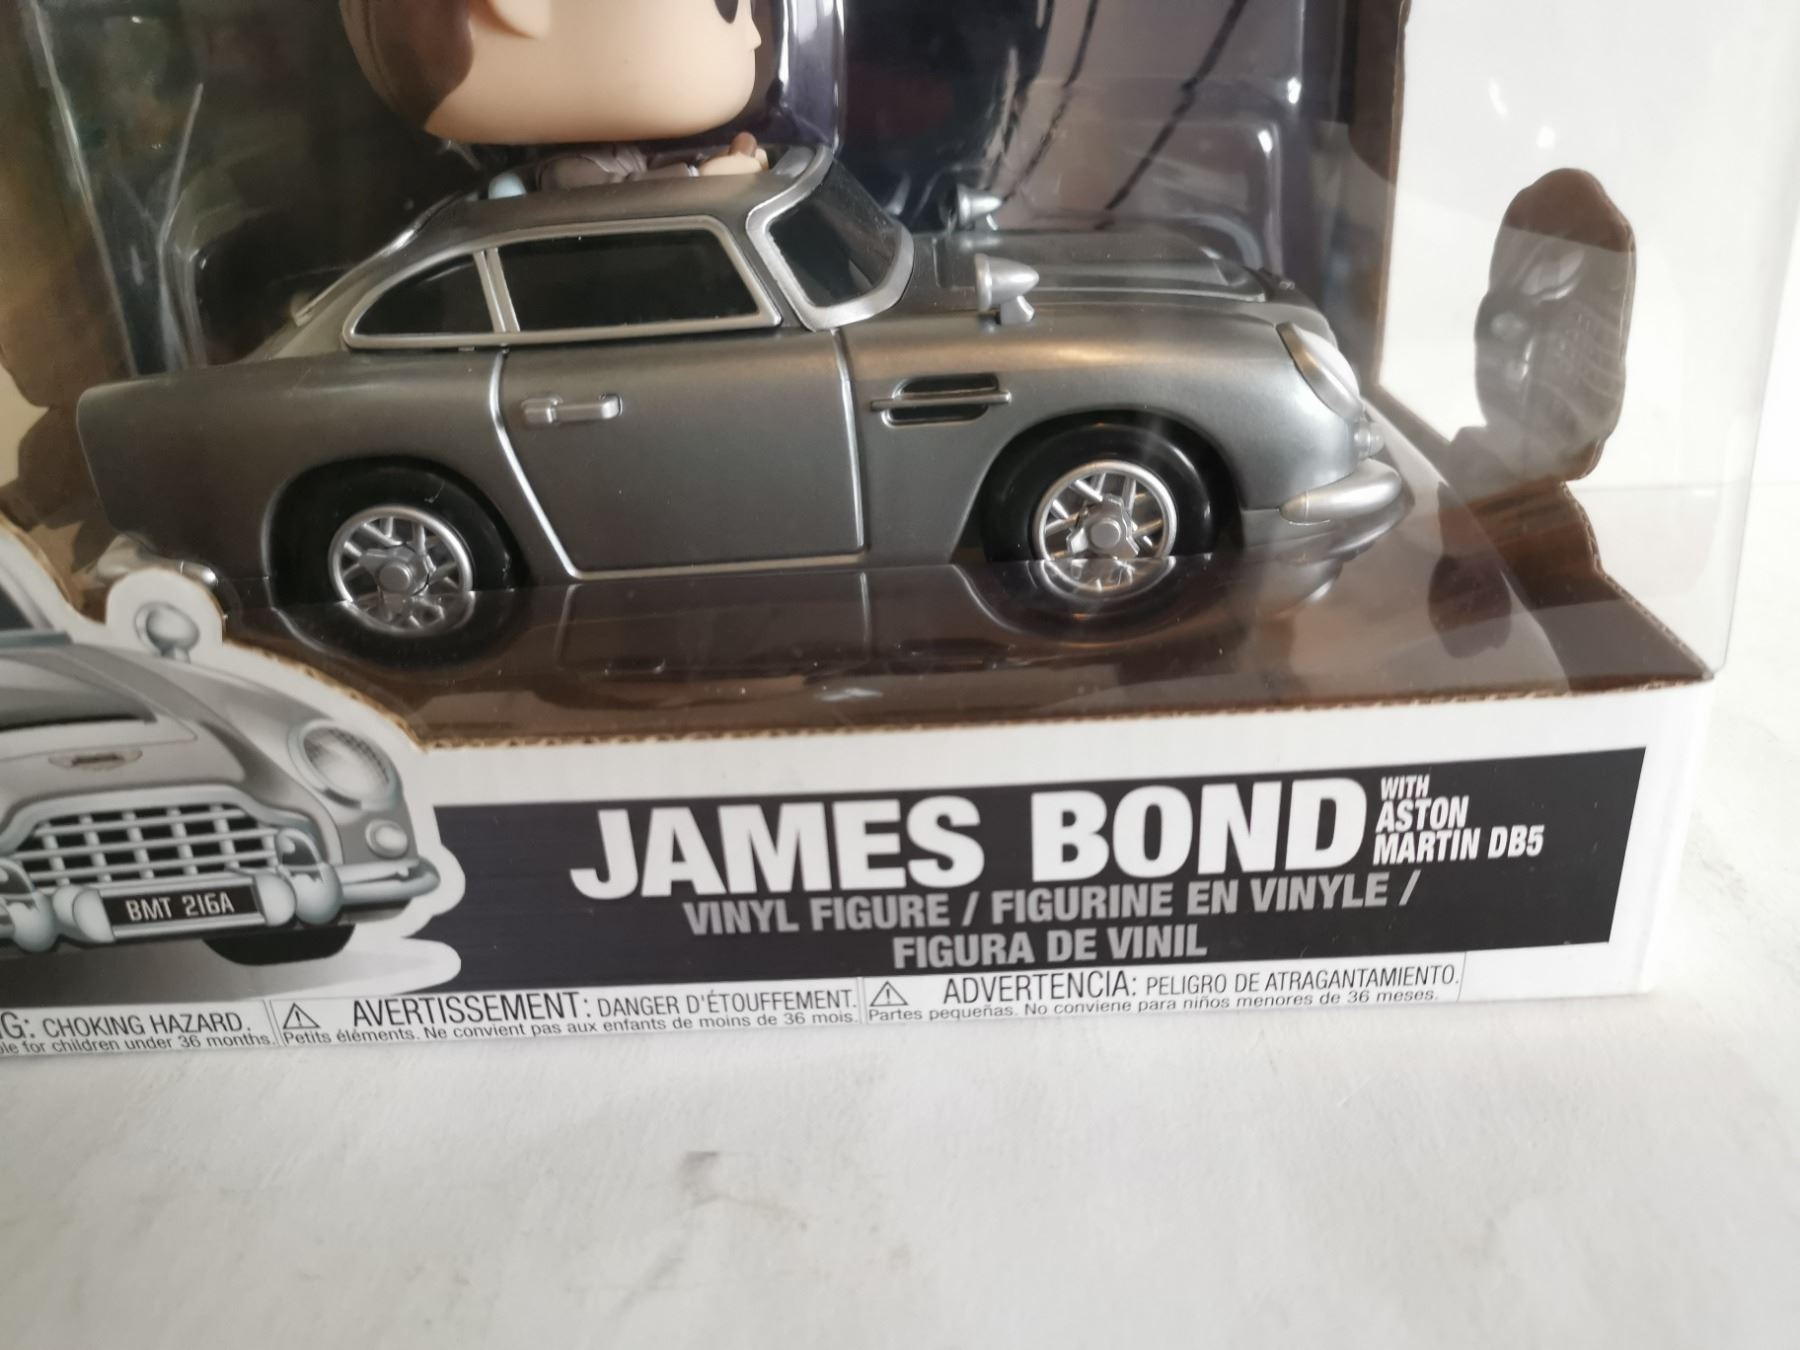 JAMES BOND
WITH
ASTON
MARTIN DB5
VINYL FIGURE / FIGURINE EN VINYLE /
FIGURA DE VINIL
BMT 216A
G: CHOKING HAZARD.
le for children under 36 months.
AVERTISSEMENT: DANGER D'ÉTOUFFEMENT.
Petits éléments. Ne convient pas aux enfants de moins de 36 mois.
ADVERTENCIA: PELIGRO DE ATRAGANTAMIENTO.
Partes pequeñas. No conviene para niños menores de 36 meses.